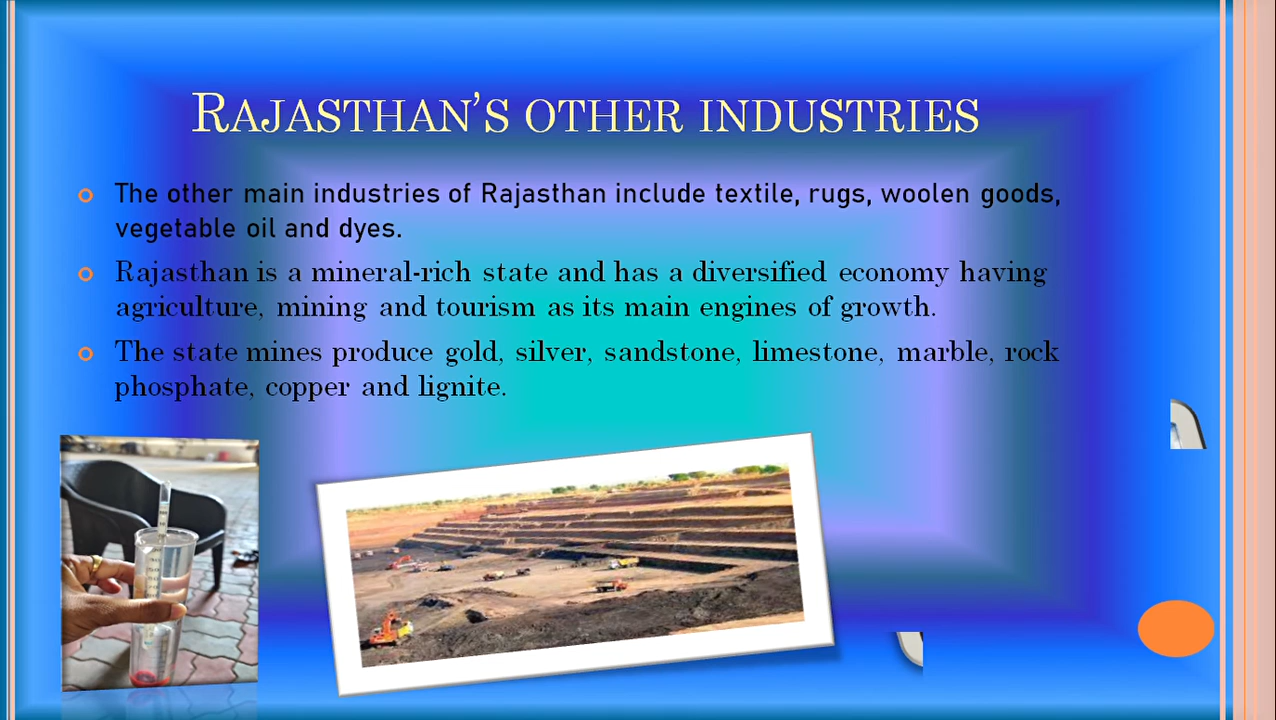 Rajasthan's other industries
The other main industries of Rajasthan include textile, rugs, woolen goods,
vegetable oil and dyes.
Rajasthan is a mineral-rich state and has a diversified economy having
agriculture, mining and tourism as its main engines of growth.
The state mines produce gold, silver, sandstone, limestone, marble, rock
phosphate, copper and lignite.